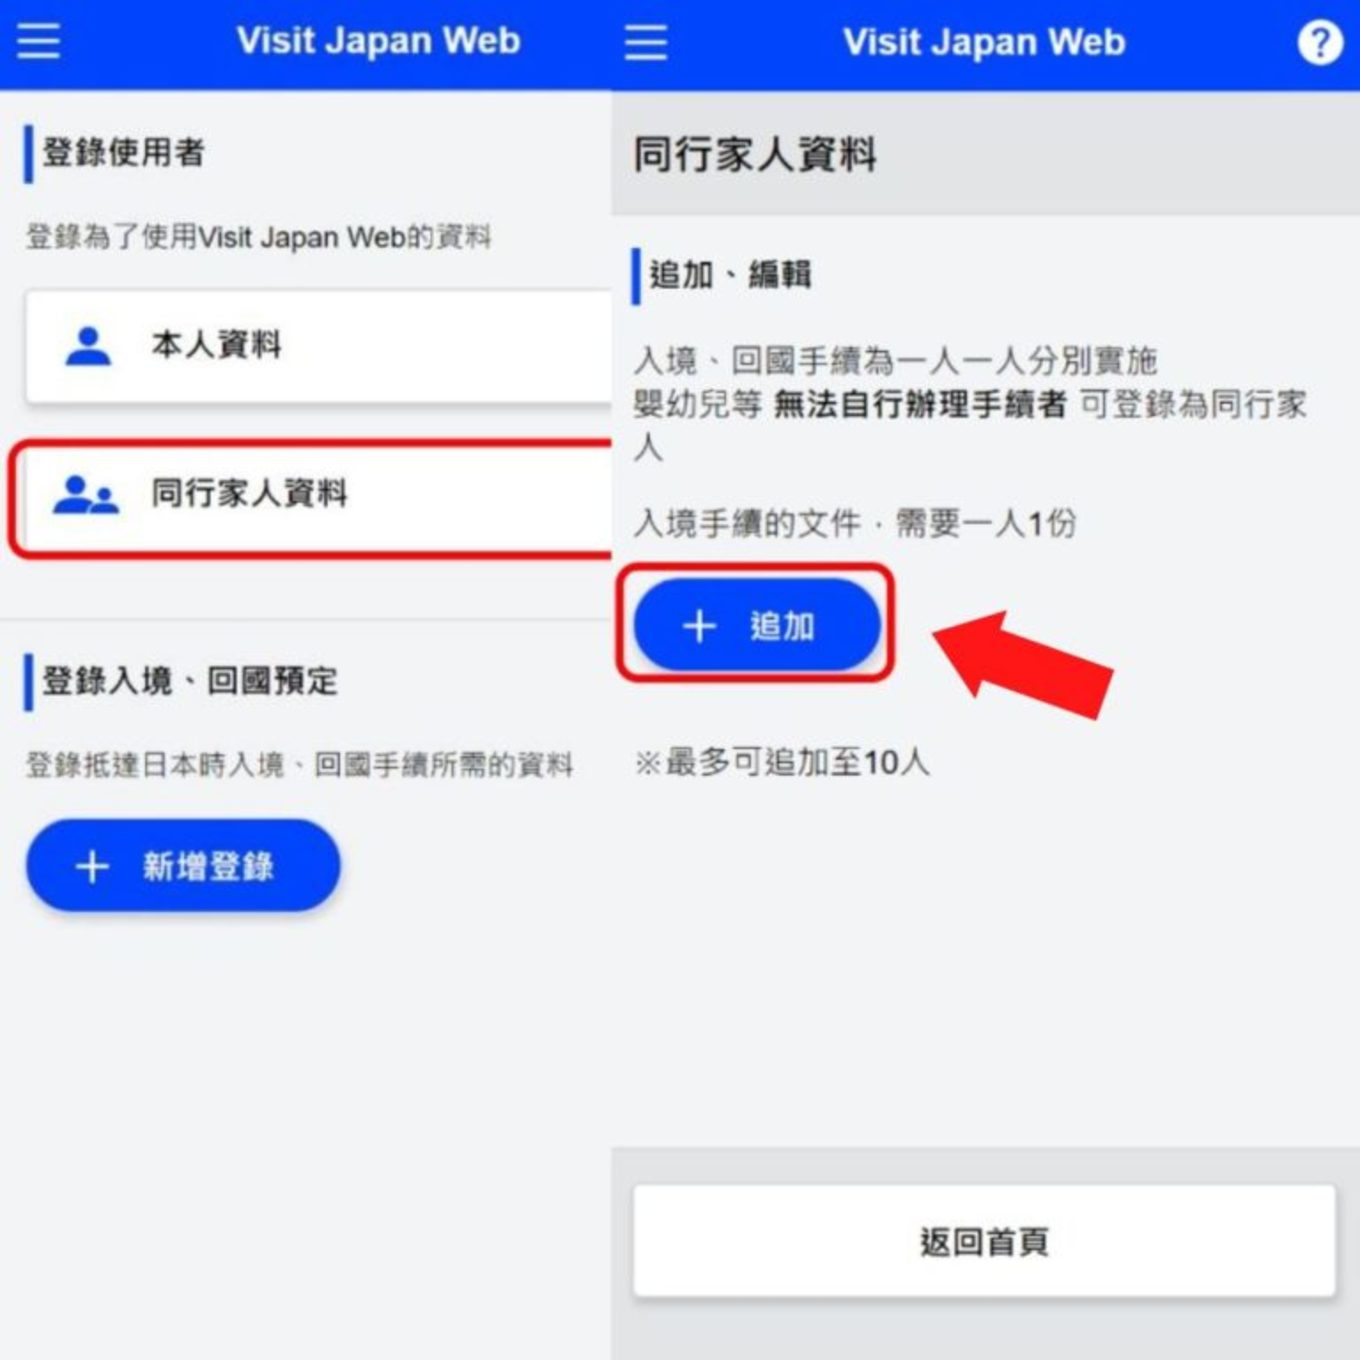 Visit Japan Web
登錄使用者
登錄為了使用Visit Japan Web的資料
本人資料
同行家人資料
登錄入境、回國預定
登錄抵達日本時入境、回國手續所需的資料
＋ 新增登錄
Visit Japan Web
?
同行家人資料
追加、編輯
入境、回國手續為一人一人分別實施
嬰幼兒等 無法自行辦理手續者 可登錄為同行家
人
入境手續的文件，需要一人1份
＋ 追加
※最多可追加至10人
返回首頁